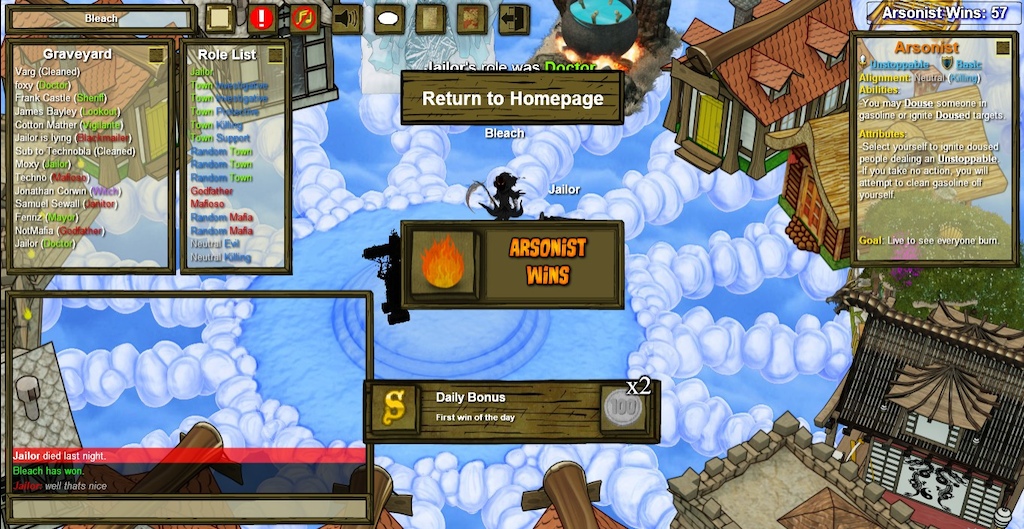 Bleach
Arsonist Wins: 57
Graveyard
Varg (Cleaned)
foxy (Doctor)
Frank Castle (Sheriff)
James Bayley (Lookout)
Cotton Mather (Vigilante)
Jailor is lying (Blackmailer)
Sub to Technobla (Cleaned)
Moxy (Jailor)
Techno (Mafioso)
Jonathan Corwin (Witch)
Samuel Sewall (Janitor)
Fennz (Mayor)
NotMafia (Godfather)
Jailor (Doctor)
Role List
Jailor
Town Investigative
Town Investigative
Town Protective
Town Killing
Town Support
Random Town
Random Town
Random Town
Godfather
Mafioso
Random Mafia
Random Mafia
Neutral Evil
Neutral Killing
Jailor's role was Doctor
Return to Homepage
Bleach
Jailor
ARSONIST
WINS
x2
100
S
Daily Bonus
First win of the day
Arsonist
Unstoppable Basic
Alignment: Neutral (Killing)
Abilities:
-You may Douse someone in
gasoline or ignite Doused targets.
Attributes:
-Select yourself to ignite doused
people dealing an Unstoppable
-If you take no action, you will
attempt to clean gasoline off
yourself.
Goal: Live to see everyone burn.
Jailor died last night.
Bleach has won.
Jailor: well thats nice